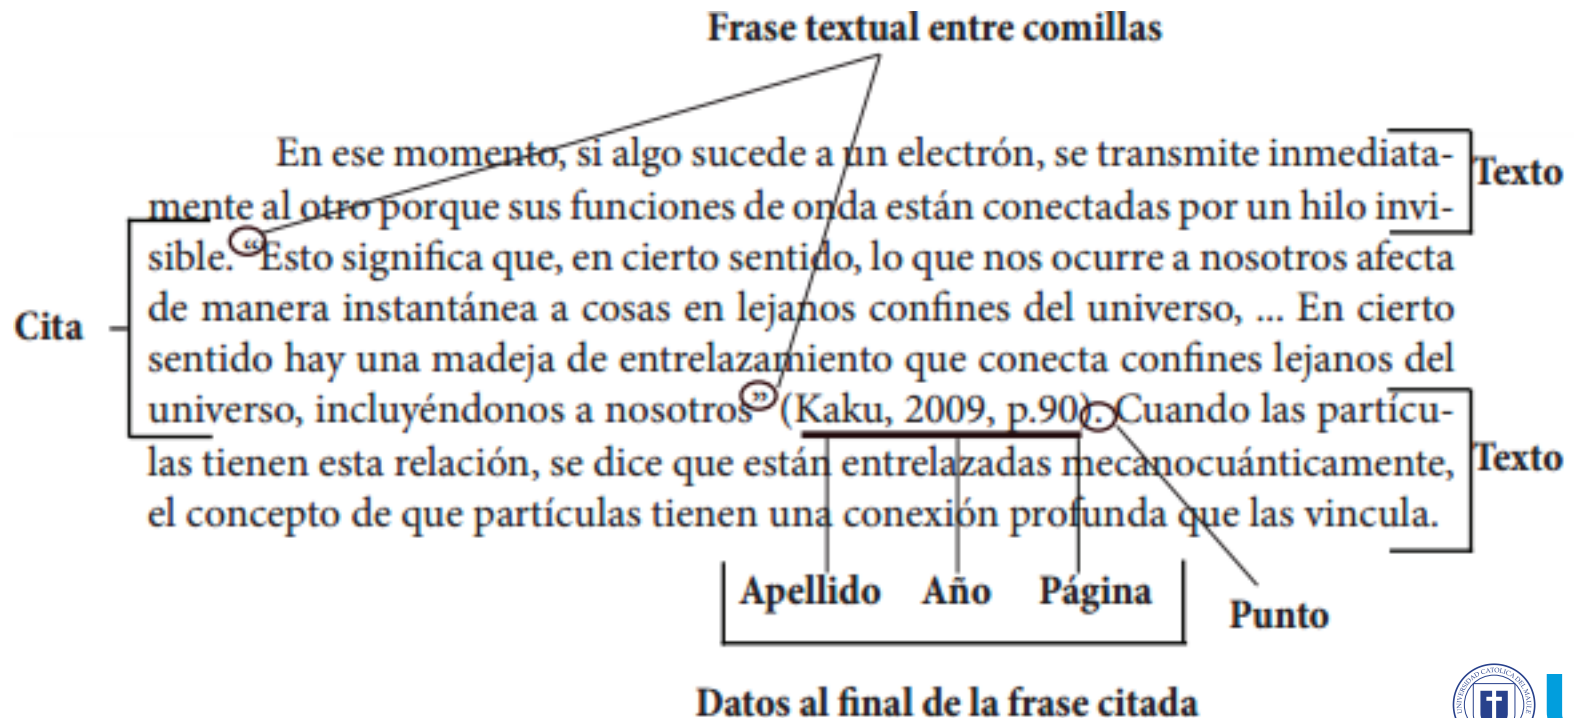 Frase textual entre comillas
En ese momento, si algo sucede a un electrón, se transmite inmediata-
mente al otro porque sus funciones de onda están conectadas por un hilo invi-
sible. “Esto significa que, en cierto sentido, lo que nos ocurre a nosotros afecta
de manera instantánea a cosas en lejanos confines del universo, ... En cierto
sentido hay una madeja de entrelazamiento que conecta confines lejanos del
universo, incluyéndonos a nosotros” (Kaku, 2009, p.90). Cuando las partícu-
las tienen esta relación, se dice que están entrelazadas mecanocuánticamente,
el concepto de que partículas tienen una conexión profunda que las vincula.
Texto
Cita
Texto
Apellido Año Página
Punto
Datos al final de la frase citada
UNIVERSIDAD CATOLICA DEL MAULE